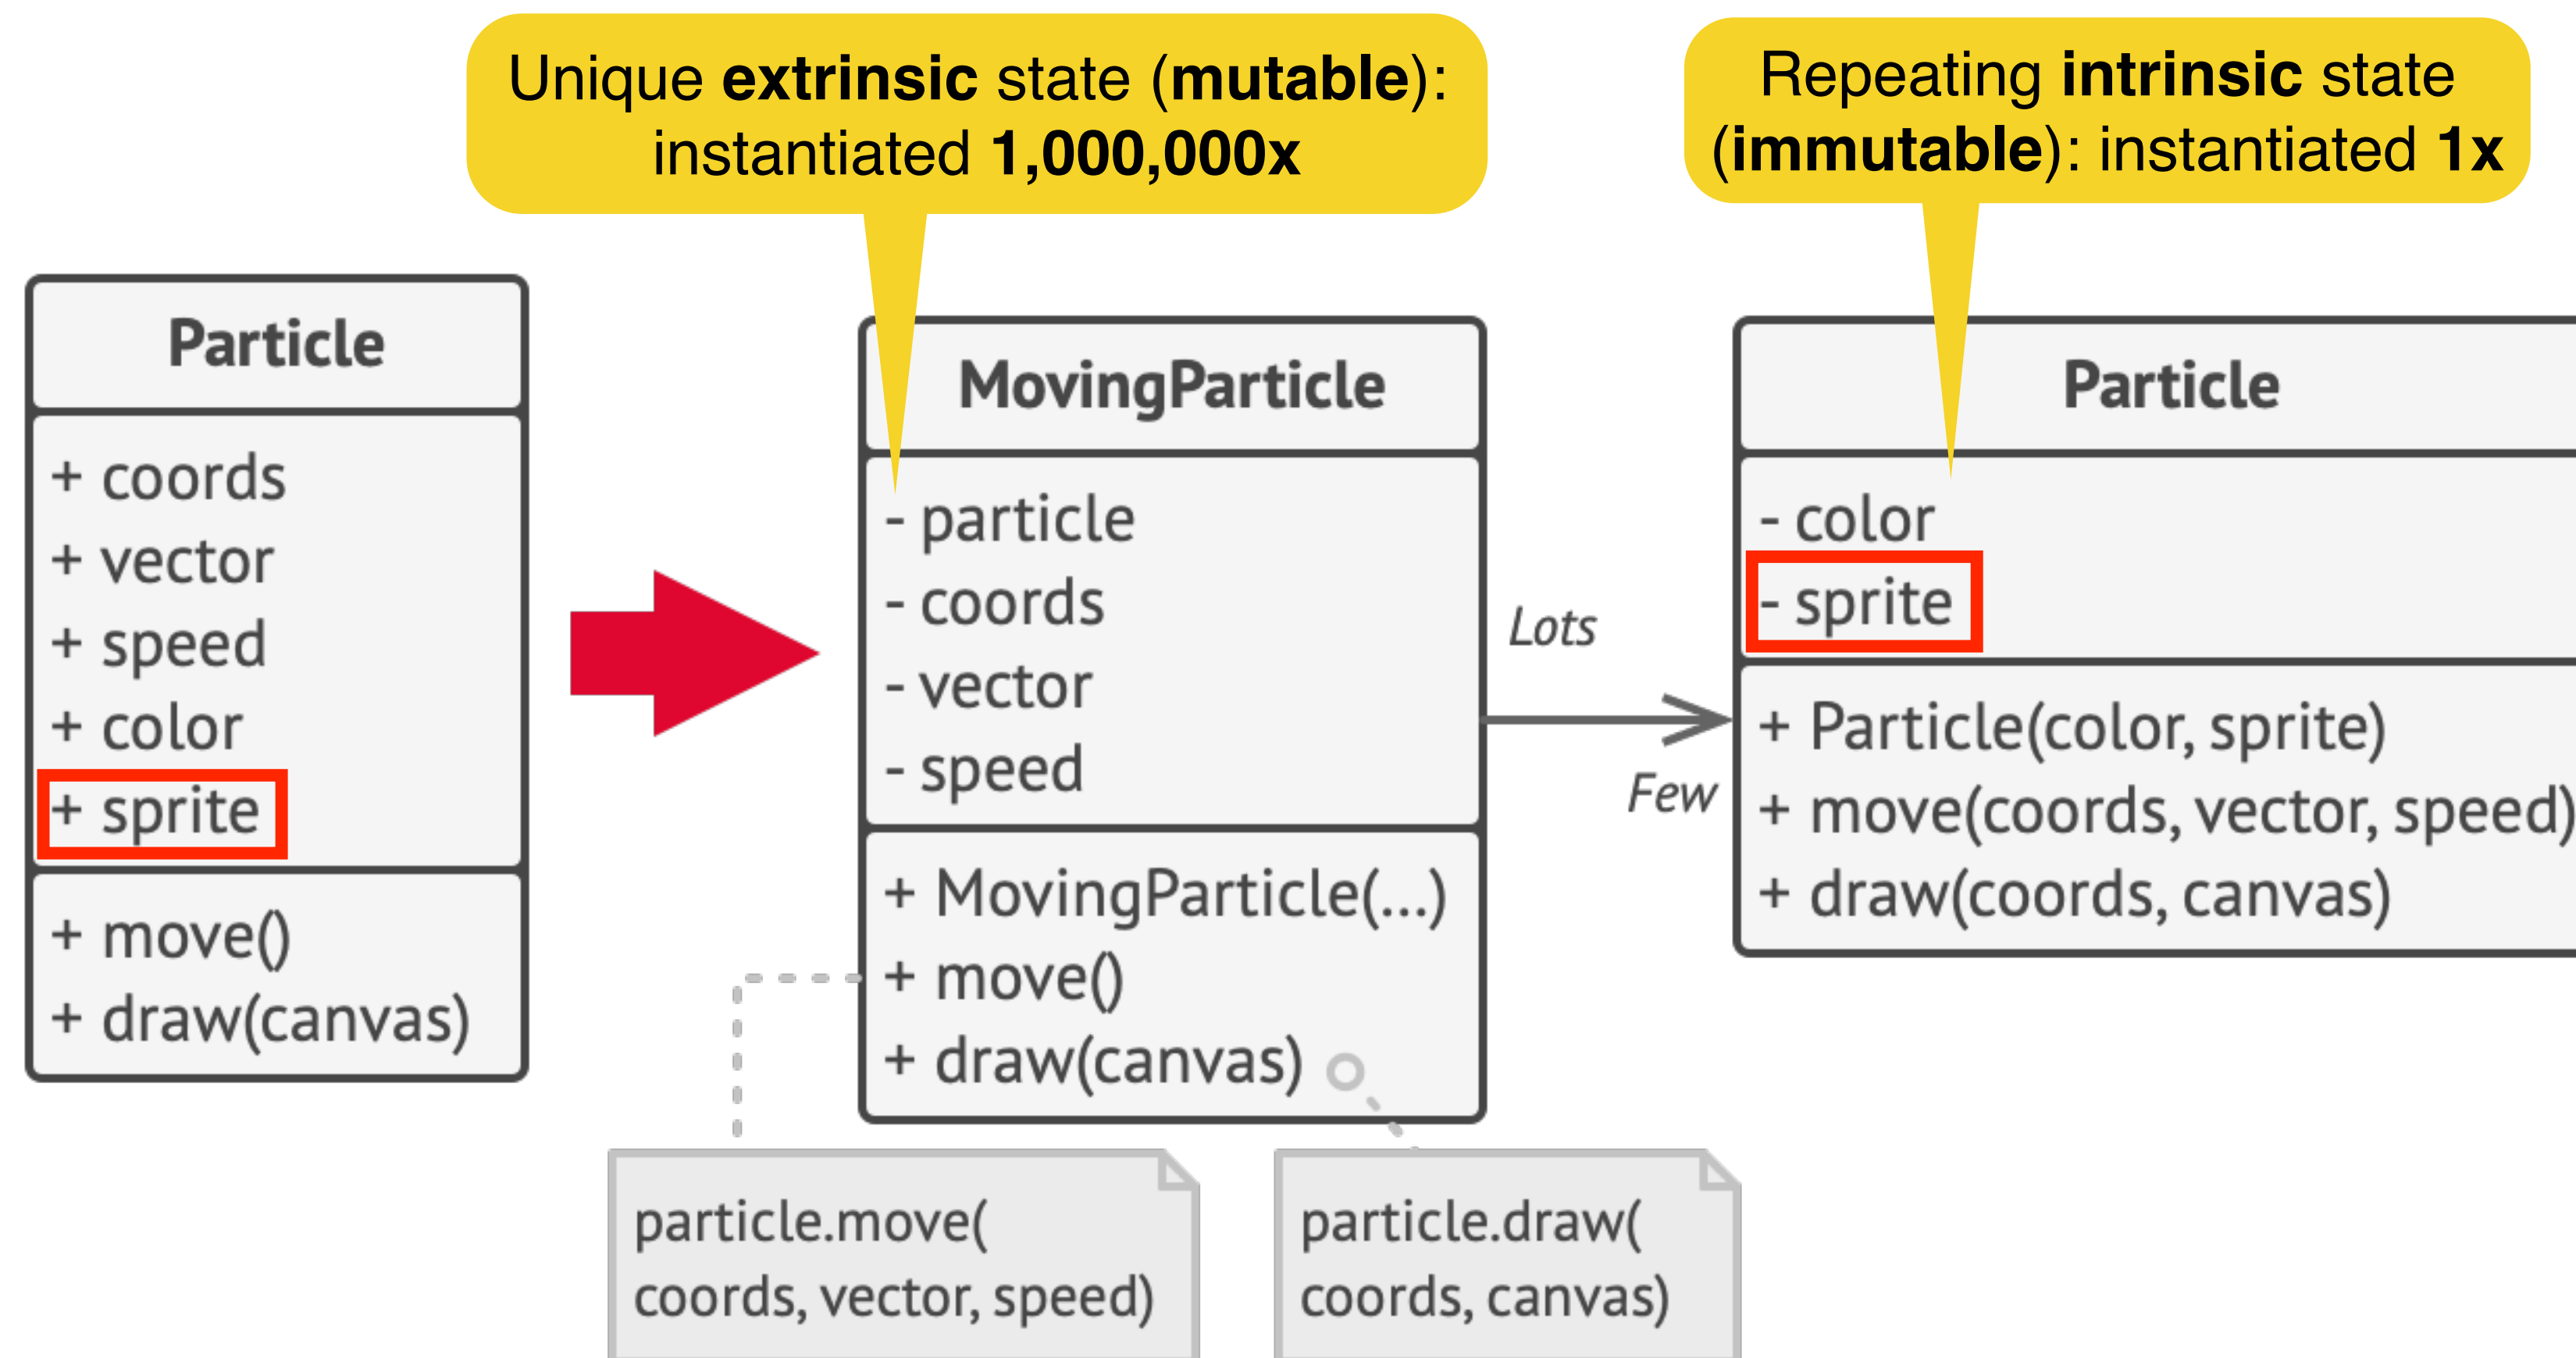 Unique extrinsic state (mutable):
instantiated 1,000,000x
Repeating intrinsic state
(immutable): instantiated 1x
Particle
+ coords
+ vector
+ speed
+ color
+ sprite
+ move()
+ draw(canvas)
MovingParticle
- particle
- coords
- vector
- speed
+ MovingParticle(...)
+ move()
+ draw(canvas)
Lots
Few
Particle
- color
- sprite
+ Particle(color, sprite)
+ move(coords, vector, speed)
+ draw(coords, canvas)
particle.move(
coords, vector, speed)
particle.draw(
coords, canvas)